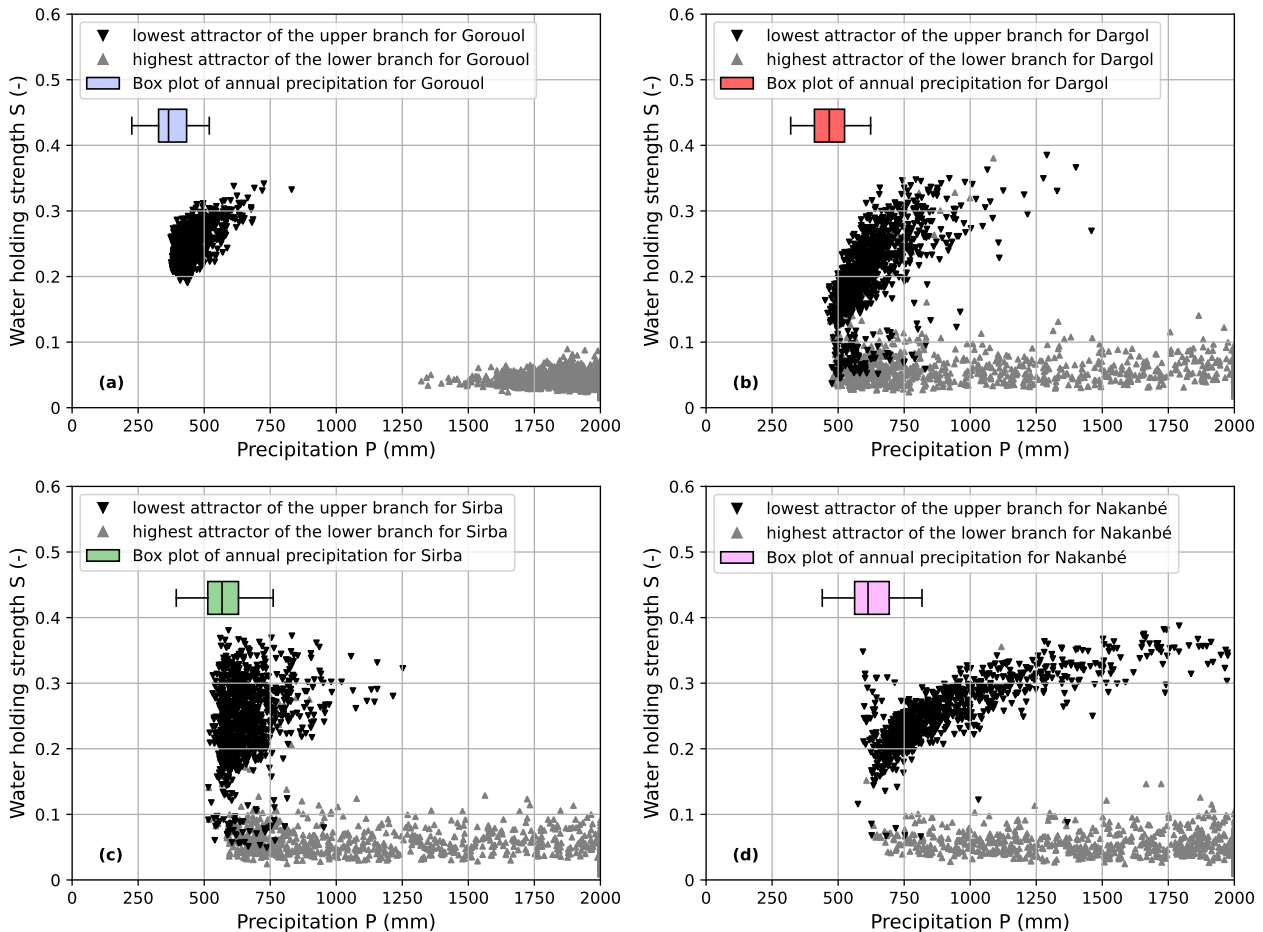 0.6
0.5
0.4
0.3
0.2
0.1
0
Water holding strength S (-)
lowest attractor of the upper branch for Gorouol
highest attractor of the lower branch for Gorouol
Box plot of annual precipitation for Gorouol
(a)
0 250 500 750 1000 1250 1500 1750 2000
Precipitation P (mm)
0.6
0.5
0.4
0.3
0.2
0.1
0
Water holding strength S (-)
lowest attractor of the upper branch for Dargol
highest attractor of the lower branch for Dargol
Box plot of annual precipitation for Dargol
(b)
0 250 500 750 1000 1250 1500 1750 2000
Precipitation P (mm)
0.6
0.5
0.4
0.3
0.2
0.1
0
Water holding strength S (-)
lowest attractor of the upper branch for Sirba
highest attractor of the lower branch for Sirba
Box plot of annual precipitation for Sirba
(c)
0 250 500 750 1000 1250 1500 1750 2000
Precipitation P (mm)
0.6
0.5
0.4
0.3
0.2
0.1
0
Water holding strength S (-)
lowest attractor of the upper branch for Nakanbé
highest attractor of the lower branch for Nakanbé
Box plot of annual precipitation for Nakanbé
(d)
0 250 500 750 1000 1250 1500 1750 2000
Precipitation P (mm)